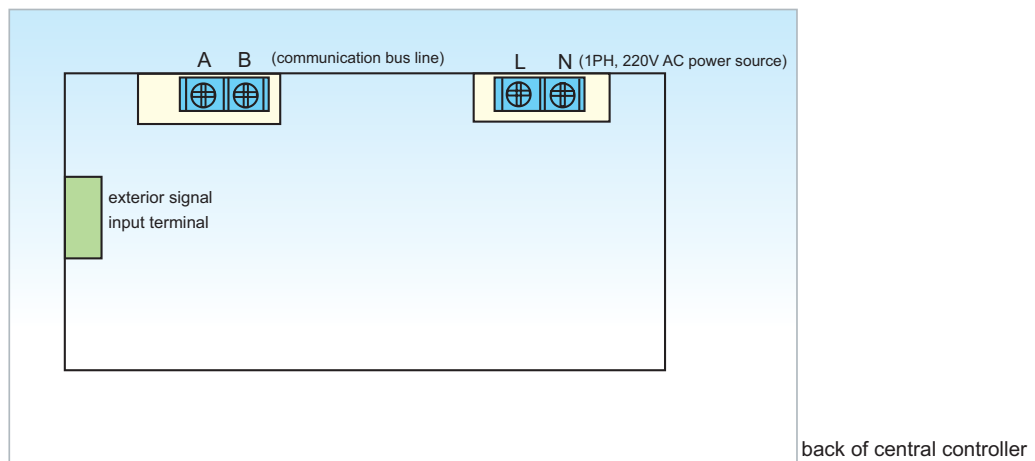 A B (communication bus line) L N (1PH, 220V AC power source)
exterior signal
input terminal
back of central controller